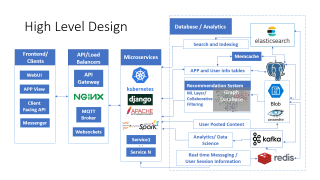 High Level Design
Frontend/
Clients
WebUI
APP View
Client
Facing API
Messenger
API/Load
Balancers
API
Gateway
NGINX
MQTT
Broker
Websockets
Microservices
kubernetes
django
APACHE
Spark
Service1
Service N
Database / Analytics
Search and Indexing
elasticsearch
Memcache
APP and User info tables
Recommendation System
ML Layer/
Collaborative
Filtering
Graph
Database
Blob
cassandra
User Posted Content
Analytics/ Data
Science
kafka
Real time Messaging /
User Session Information
redis